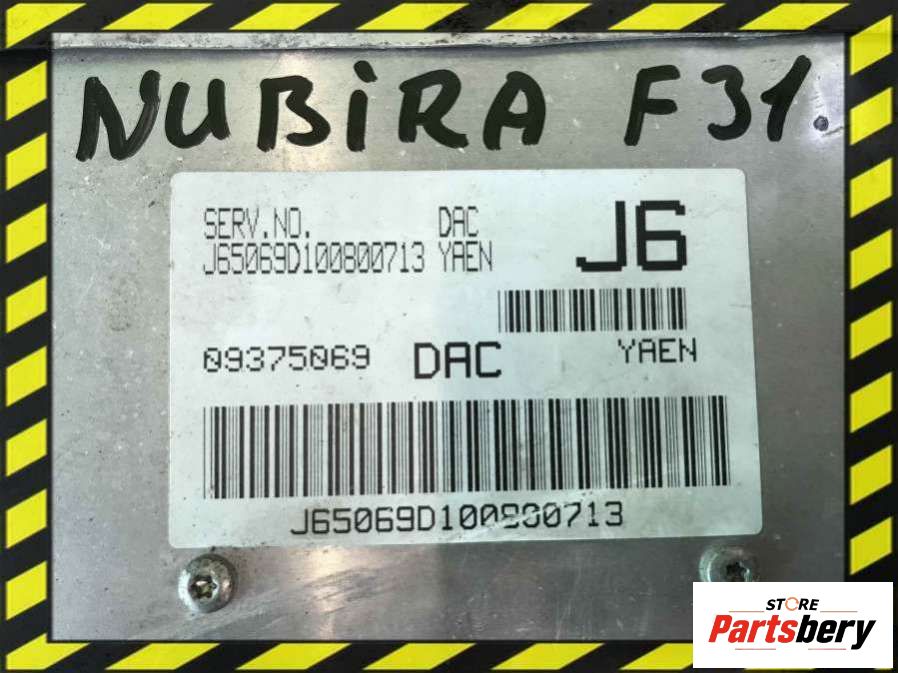 NUBiRA F31.
SERV.NO. DAC J6
J65069D100800713 YAEN
09375069 DAC YAEN
J65069D100800713
STORE
Partsbery